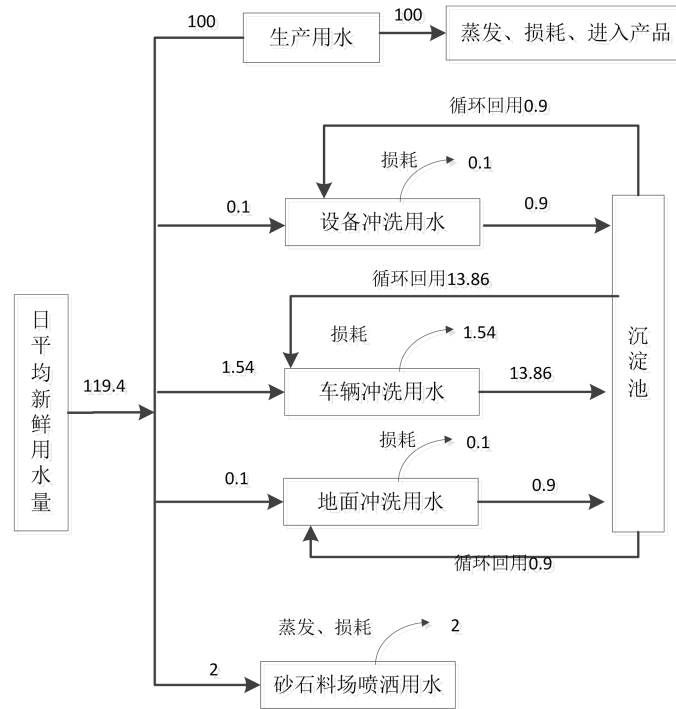 100
生产用水
100
蒸发、损耗、进入产品
循环回用0.9
损耗
0.1
0.1
设备冲洗用水
0.9
循环回用13.86
损耗
1.54
1.54
车辆冲洗用水
13.86
沉淀池
日平均新鲜用水量
119.4
损耗
0.1
0.1
地面冲洗用水
0.9
循环回用0.9
蒸发、损耗
2
2
砂石料场喷洒用水